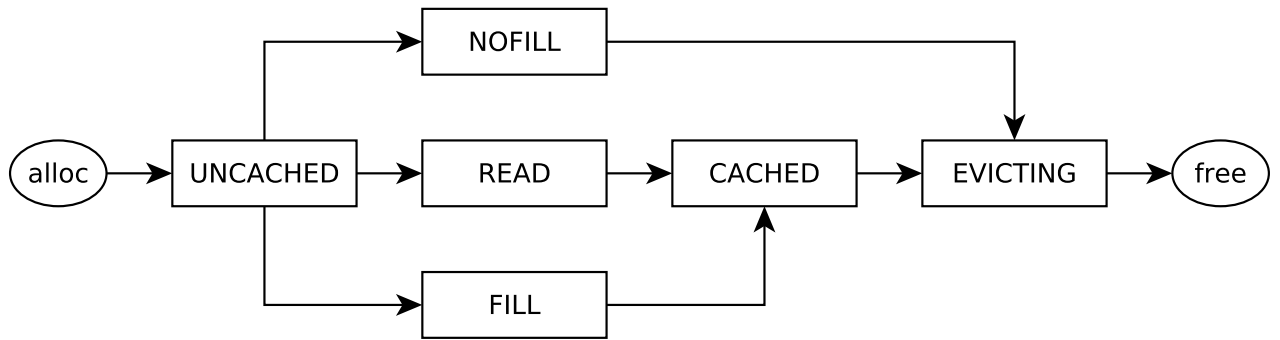 NOFILL
alloc
UNCACHED
READ
CACHED
EVICTING
free
FILL